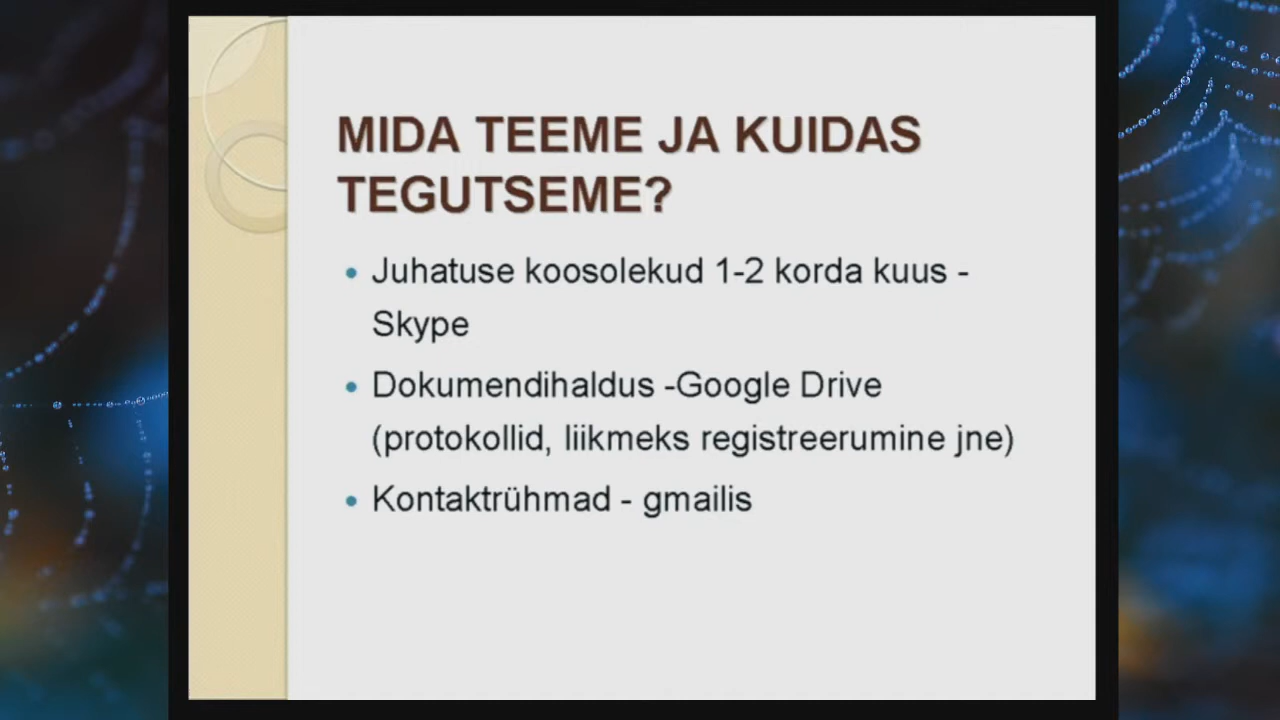 MIDA TEEME JA KUIDAS
TEGUTSEME?
Juhatuse koosolekud 1-2 korda kuus -
Skype
Dokumendihaldus -Google Drive
(protokollid, liikmeks registreerumine jne)
Kontaktrühmad - gmailis